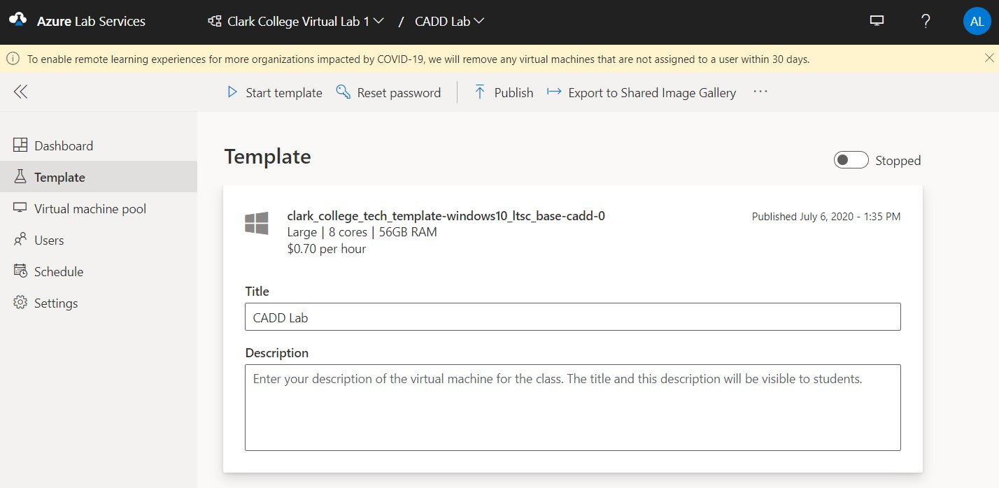 Azure Lab Services
Clark College Virtual Lab 1 / CADD Lab
? AL
To enable remote learning experiences for more organizations impacted by COVID-19, we will remove any virtual machines that are not assigned to a user within 30 days.
Start template Reset password Publish Export to Shared Image Gallery ···
Dashboard
Template
Virtual machine pool
Users
Schedule
Settings
Template
Stopped
clark_college_tech_template-windows10_ltsc_base-cadd-0
Published July 6, 2020 - 1:35 PM
Large | 8 cores | 56GB RAM
$0.70 per hour
Title
CADD Lab
Description
Enter your description of the virtual machine for the class. The title and this description will be visible to students.